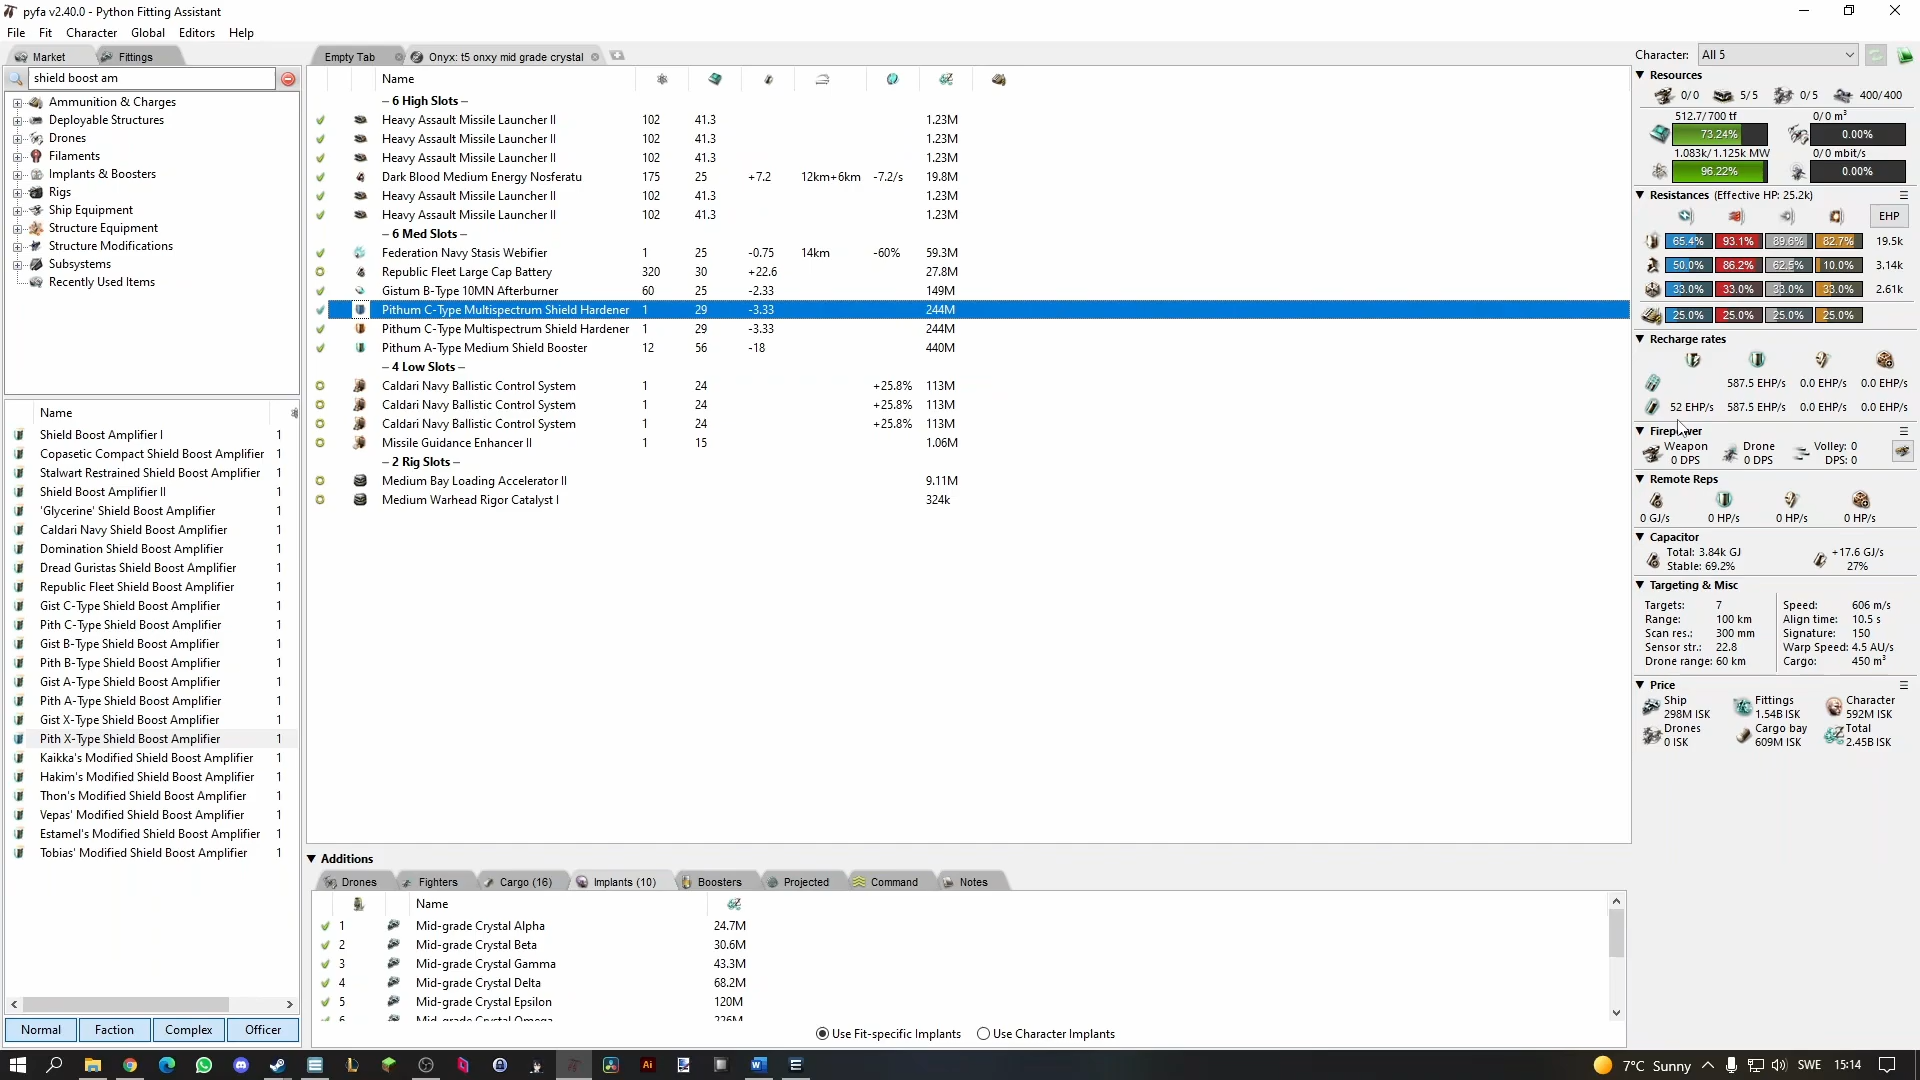 pyfa v2.40.0 - Python Fitting Assistant
File Fit Character Global Editors Help
Market Fittings
shield boost am
Ammunition & Charges
Deployable Structures
Drones
Filaments
Implants & Boosters
Rigs
Ship Equipment
Structure Equipment
Structure Modifications
Subsystems
Recently Used Items
Name
Shield Boost Amplifier I 1
Copasetic Compact Shield Boost Amplifier 1
Stalwart Restrained Shield Boost Amplifier 1
Shield Boost Amplifier II 1
'Glycerine' Shield Boost Amplifier 1
Caldari Navy Shield Boost Amplifier 1
Domination Shield Boost Amplifier 1
Dread Guristas Shield Boost Amplifier 1
Republic Fleet Shield Boost Amplifier 1
Gist C-Type Shield Boost Amplifier 1
Pith C-Type Shield Boost Amplifier 1
Gist B-Type Shield Boost Amplifier 1
Pith B-Type Shield Boost Amplifier 1
Gist A-Type Shield Boost Amplifier 1
Pith A-Type Shield Boost Amplifier 1
Gist X-Type Shield Boost Amplifier 1
Pith X-Type Shield Boost Amplifier 1
Kaikka's Modified Shield Boost Amplifier 1
Hakim's Modified Shield Boost Amplifier 1
Thon's Modified Shield Boost Amplifier 1
Vepas' Modified Shield Boost Amplifier 1
Estamel's Modified Shield Boost Amplifier 1
Tobias' Modified Shield Boost Amplifier 1
Normal Faction Complex Officer
Empty Tab Onyx: t5 onxy mid grade crystal
Name
– 6 High Slots –
Heavy Assault Missile Launcher II 102 41.3 1.23M
Heavy Assault Missile Launcher II 102 41.3 1.23M
Heavy Assault Missile Launcher II 102 41.3 1.23M
Dark Blood Medium Energy Nosferatu 175 25 +7.2 12km+6km -7.2/s 19.8M
Heavy Assault Missile Launcher II 102 41.3 1.23M
Heavy Assault Missile Launcher II 102 41.3 1.23M
– 6 Med Slots –
Federation Navy Stasis Webifier 1 25 -0.75 14km -60% 59.3M
Republic Fleet Large Cap Battery 320 30 +22.6 27.8M
Gistum B-Type 10MN Afterburner 60 25 -2.33 149M
Pithum C-Type Multispectrum Shield Hardener 1 29 -3.33 244M
Pithum C-Type Multispectrum Shield Hardener 1 29 -3.33 244M
Pithum A-Type Medium Shield Booster 12 56 -18 440M
– 4 Low Slots –
Caldari Navy Ballistic Control System 1 24 +25.8% 113M
Caldari Navy Ballistic Control System 1 24 +25.8% 113M
Caldari Navy Ballistic Control System 1 24 +25.8% 113M
Missile Guidance Enhancer II 1 15 1.06M
– 2 Rig Slots –
Medium Bay Loading Accelerator II 9.11M
Medium Warhead Rigor Catalyst I 324k
Additions
Drones Fighters Cargo (16) Implants (10) Boosters Projected Command Notes
Name
1 Mid-grade Crystal Alpha 24.7M
2 Mid-grade Crystal Beta 30.6M
3 Mid-grade Crystal Gamma 43.3M
4 Mid-grade Crystal Delta 68.2M
5 Mid-grade Crystal Epsilon 120M
6 Mid-grade Crystal Omega 226M
Use Fit-specific Implants Use Character Implants
Character: All 5
Resources
0/0 5/5 0/5 400/400
512.7/700 tf 0/0 m³
73.24% 0.00%
1.083k/1.125k MW 0/0 mbit/s
96.22% 0.00%
Resistances (Effective HP: 25.2k)
EHP
65.4% 93.1% 89.6% 82.7% 19.5k
50.0% 86.2% 62.5% 10.0% 3.14k
33.0% 33.0% 33.0% 33.0% 2.61k
25.0% 25.0% 25.0% 25.0%
Recharge rates
587.5 EHP/s 0.0 EHP/s 0.0 EHP/s
52 EHP/s 587.5 EHP/s 0.0 EHP/s 0.0 EHP/s
Firepower
Weapon Drone Volley: 0
0 DPS 0 DPS DPS: 0
Remote Reps
0 GJ/s 0 HP/s 0 HP/s 0 HP/s
Capacitor
Total: 3.84k GJ +17.6 GJ/s
Stable: 69.2% 27%
Targeting & Misc
Targets: 7 Speed: 606 m/s
Range: 100 km Align time: 10.5 s
Scan res.: 300 mm Signature: 150
Sensor str.: 22.8 Warp Speed: 4.5 AU/s
Drone range: 60 km Cargo: 450 m³
Price
Ship Fittings Character
298M ISK 1.54B ISK 592M ISK
Drones Cargo bay Total
0 ISK 609M ISK 2.45B ISK
Ai
7°C Sunny SWE 15:14